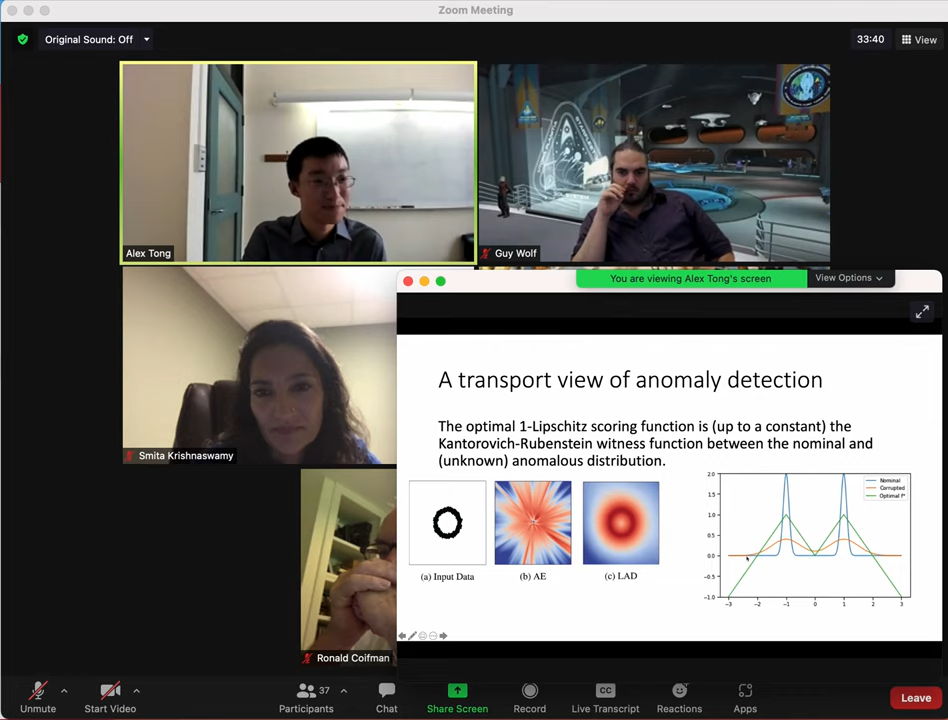 Zoom Meeting
Original Sound: Off
33:40
View
Alex Tong
Guy Wolf
Smita Krishnaswamy
Ronald Coifman
You are viewing Alex Tong's screen
View Options
A transport view of anomaly detection
The optimal 1-Lipschitz scoring function is (up to a constant) the
Kantorovich-Rubenstein witness function between the nominal and
(unknown) anomalous distribution.
(a) Input Data
(b) AE
(c) LAD
Nominal
Corrupted
Optimal f*
2.0
1.5
1.0
0.5
0.0
−0.5
−1.0
−3 −2 −1 0 1 2 3
Unmute
Start Video
37
Participants
Chat
Share Screen
Record
CC
Live Transcript
Reactions
Apps
Leave